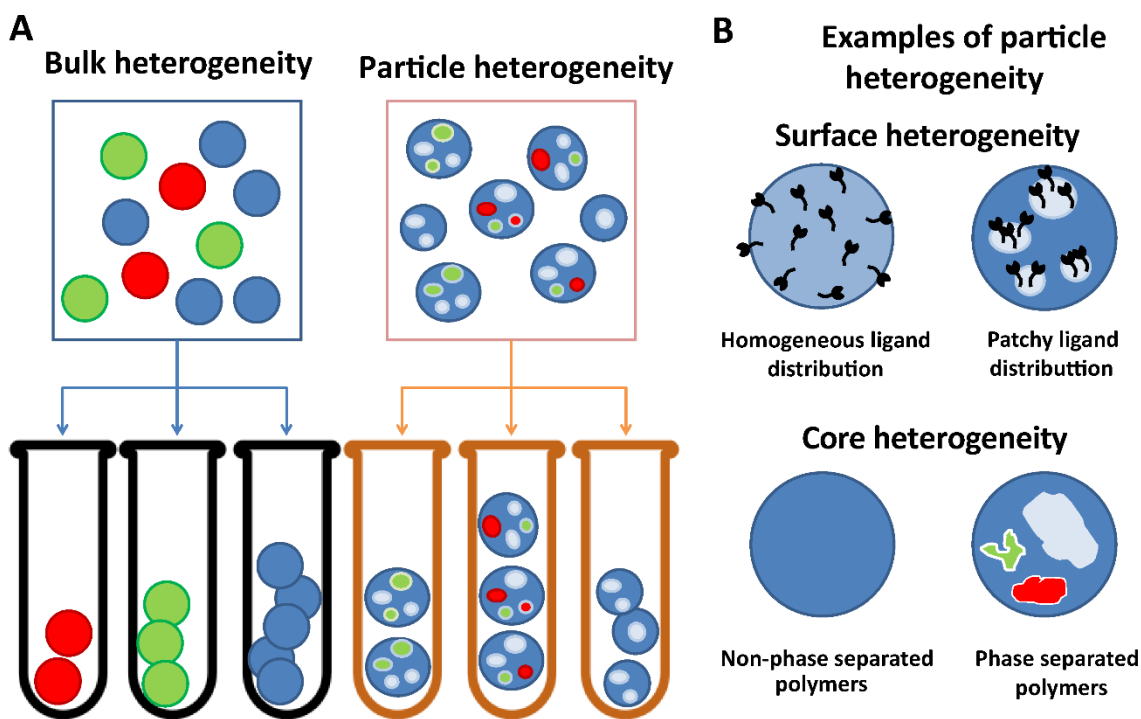 A
Bulk heterogeneity
Particle heterogeneity
B
Examples of particle
heterogeneity
Surface heterogeneity
Homogeneous ligand
distribution
Patchy ligand
distributtion
Core heterogeneity
Non-phase separated
polymers
Phase separated
polymers